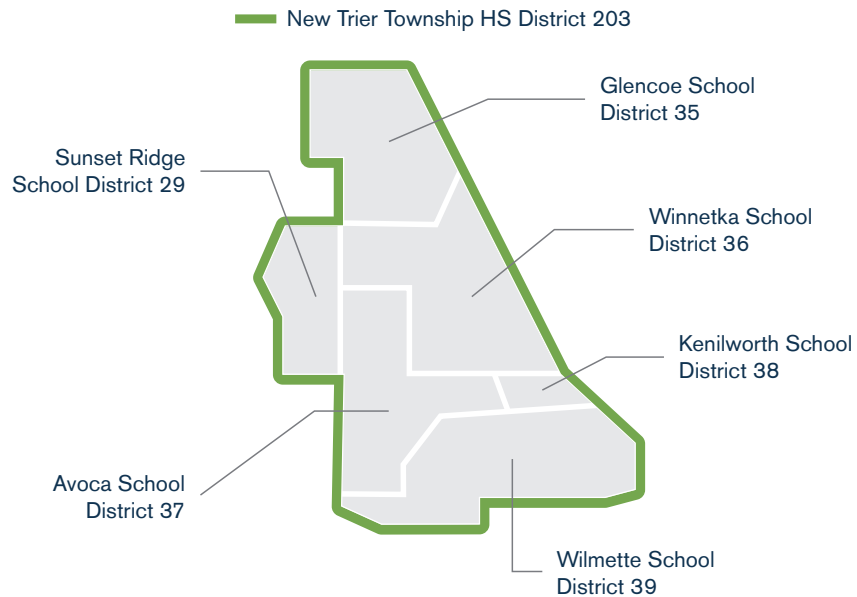 New Trier Township HS District 203
Glencoe School
District 35
Sunset Ridge
School District 29
Winnetka School
District 36
Kenilworth School
District 38
Avoca School
District 37
Wilmette School
District 39